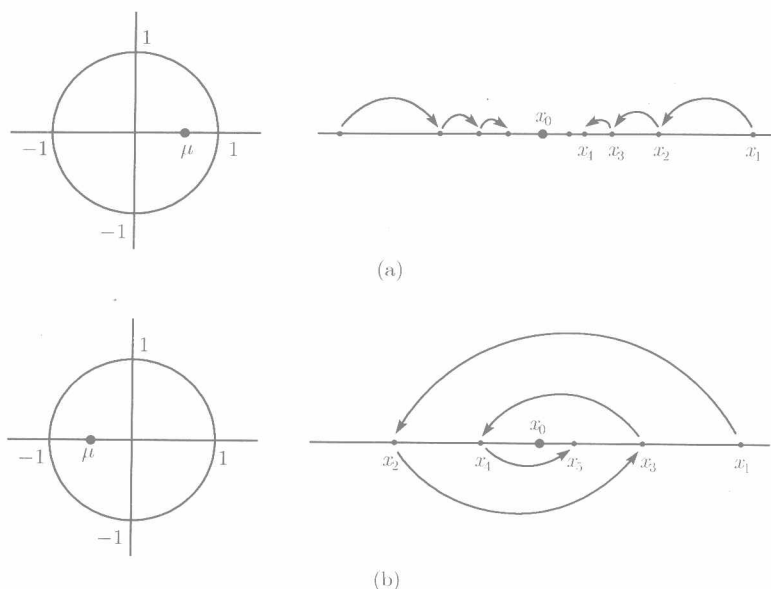 1
−1 μ 1
−1
x₀
x₄ x₃ x₂ x₁
(a)
1
−1 μ 1
−1
x₀
x₂ x₄ x₅ x₃ x₁
(b)